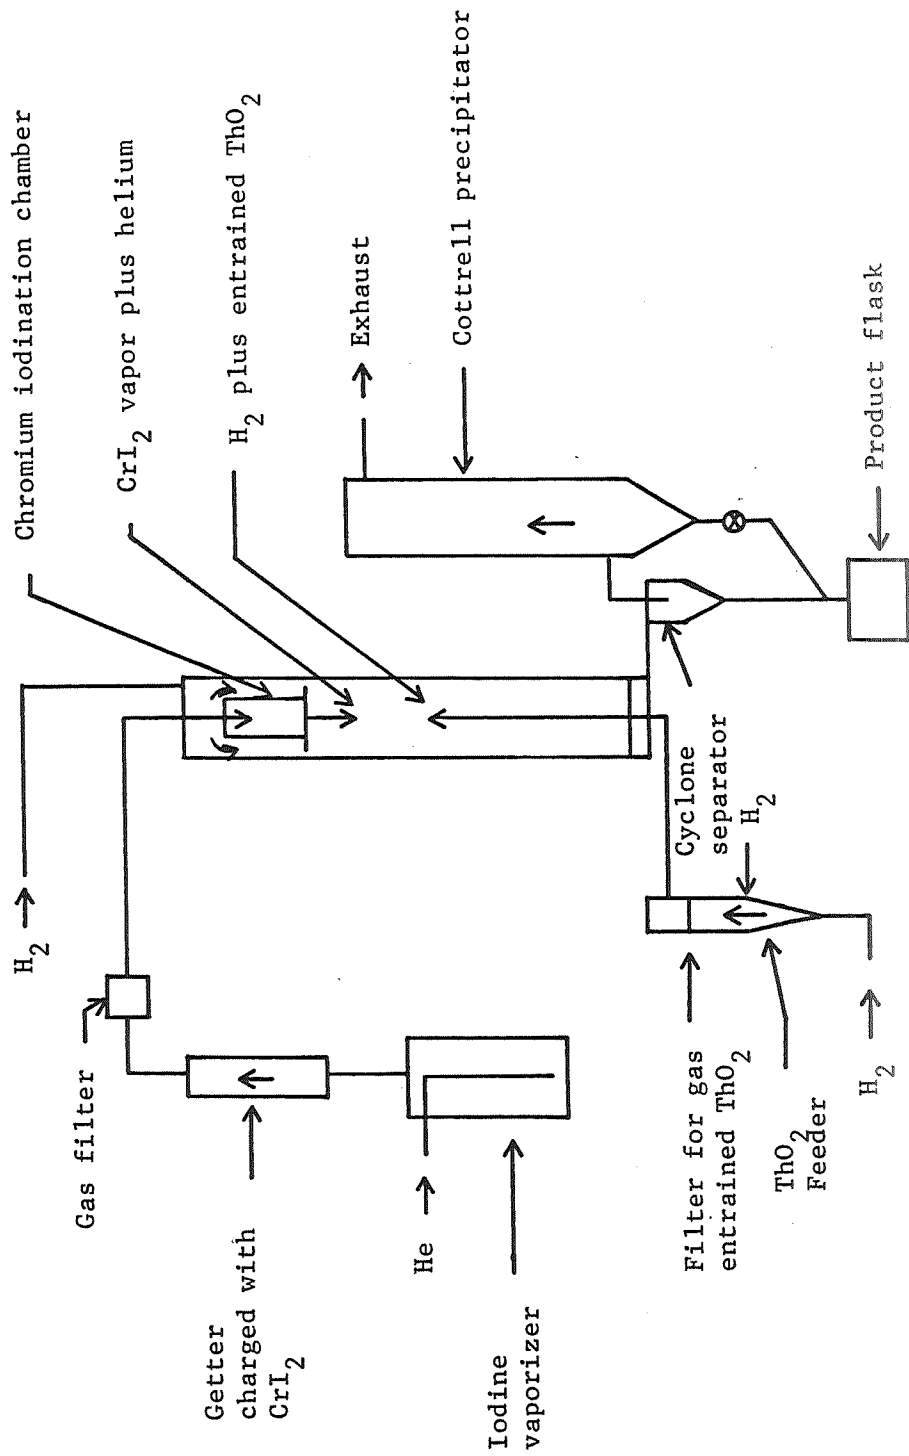 Chromium iodination chamber
CrI2 vapor plus helium
H2 plus entrained ThO2
Exhaust
Cottrell precipitator
Product flask
H2
Gas filter
Getter
charged with
CrI2
He
Iodine
vaporizer
Cyclone
separator
H2
Filter for gas
entrained ThO2
ThO2
Feeder
H2